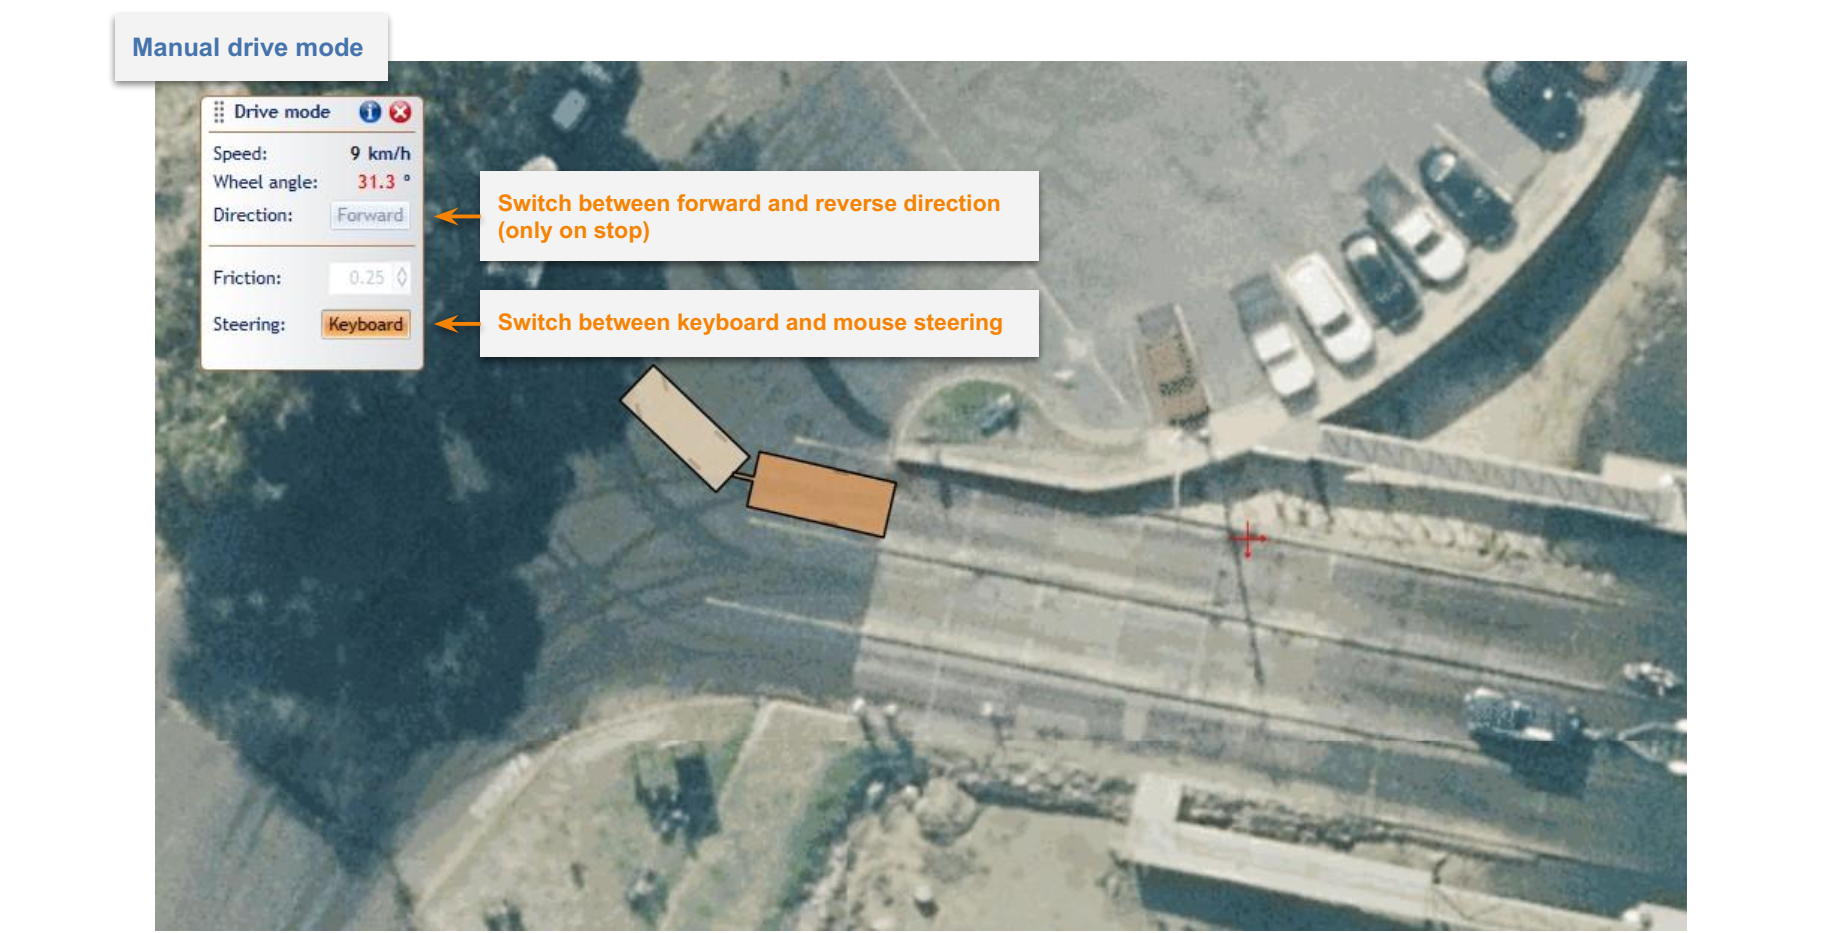 Manual drive mode
Drive mode
Speed: 9 km/h
Wheel angle: 31.3 °
Direction: Forward
Switch between forward and reverse direction
(only on stop)
Friction: 0.25
Steering: Keyboard
Switch between keyboard and mouse steering